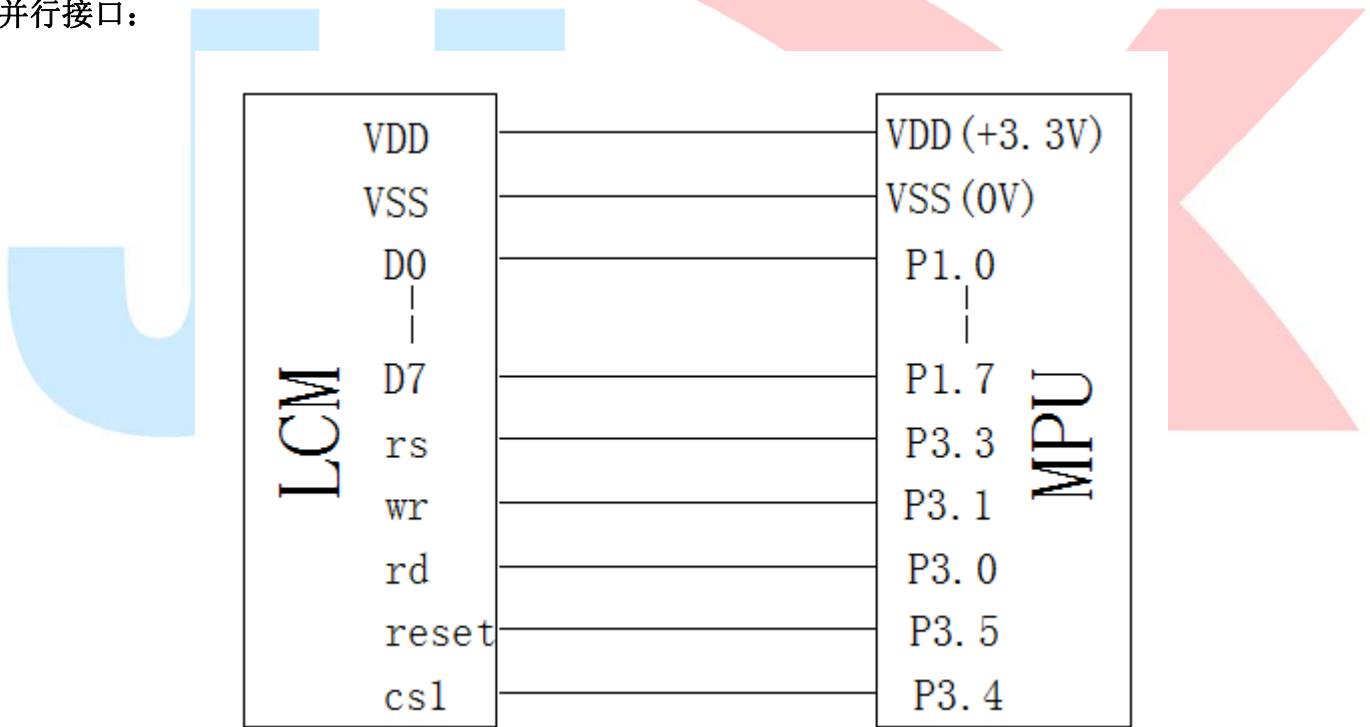 并行接口：
VDD VDD(+3.3V)
VSS VSS(0V)
D0 P1.0
D7 P1.7
LCM MPU
rs P3.3
wr P3.1
rd P3.0
reset P3.5
cs1 P3.4